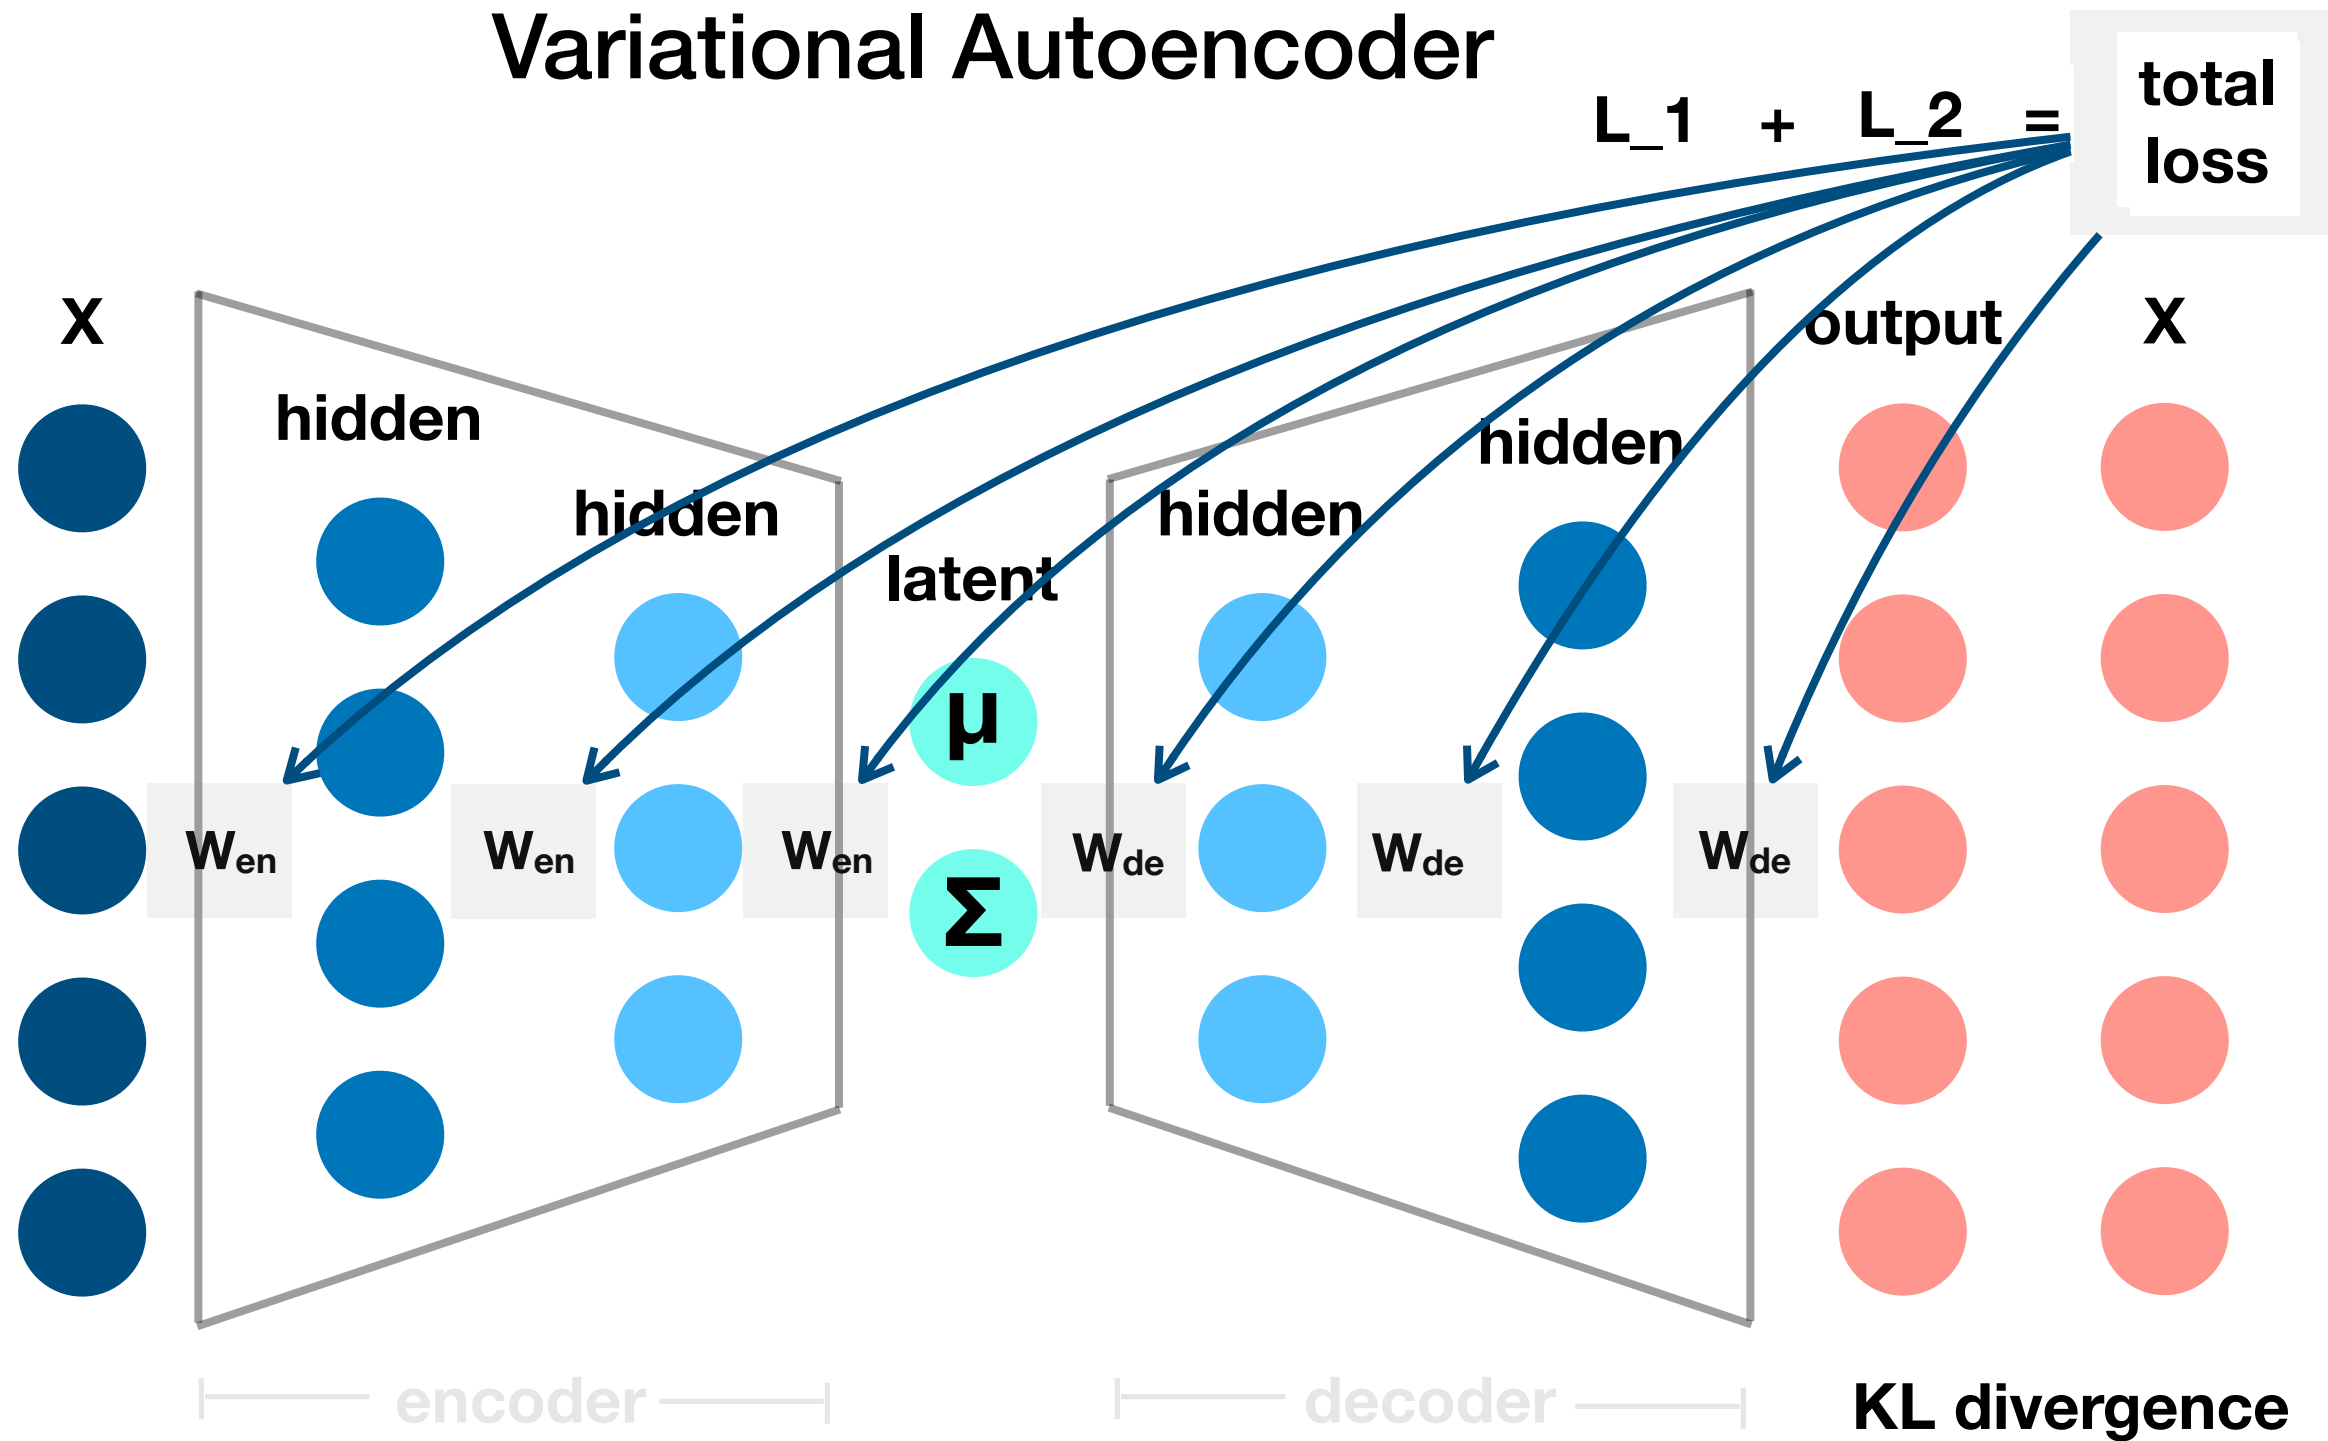 Variational Autoencoder
L_1 + L_2 =
total
loss
X
output
X
hidden
hidden
hidden
hidden
latent
μ
Σ
Wen
Wen
Wen
Wde
Wde
Wde
encoder
decoder
KL divergence